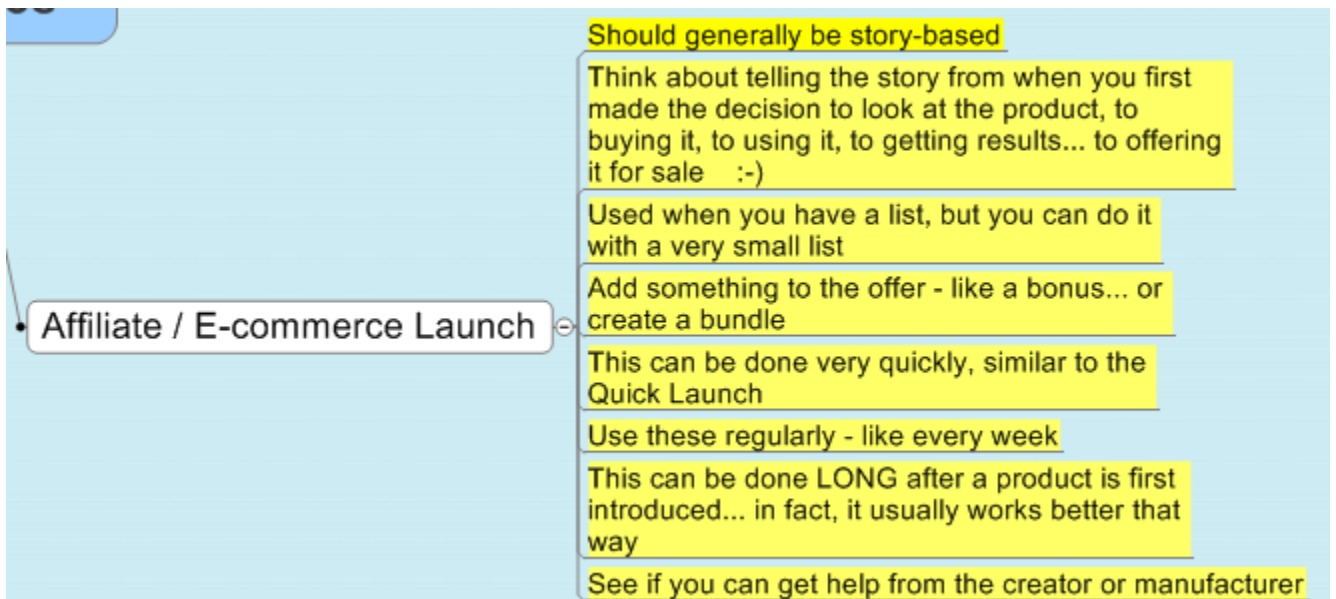 Should generally be story-based
Think about telling the story from when you first
made the decision to look at the product, to
buying it, to using it, to getting results... to offering
it for sale :-)
Used when you have a list, but you can do it
with a very small list
Add something to the offer - like a bonus... or
create a bundle
Affiliate / E-commerce Launch
This can be done very quickly, similar to the
Quick Launch
Use these regularly - like every week
This can be done LONG after a product is first
introduced... in fact, it usually works better that
way
See if you can get help from the creator or manufacturer